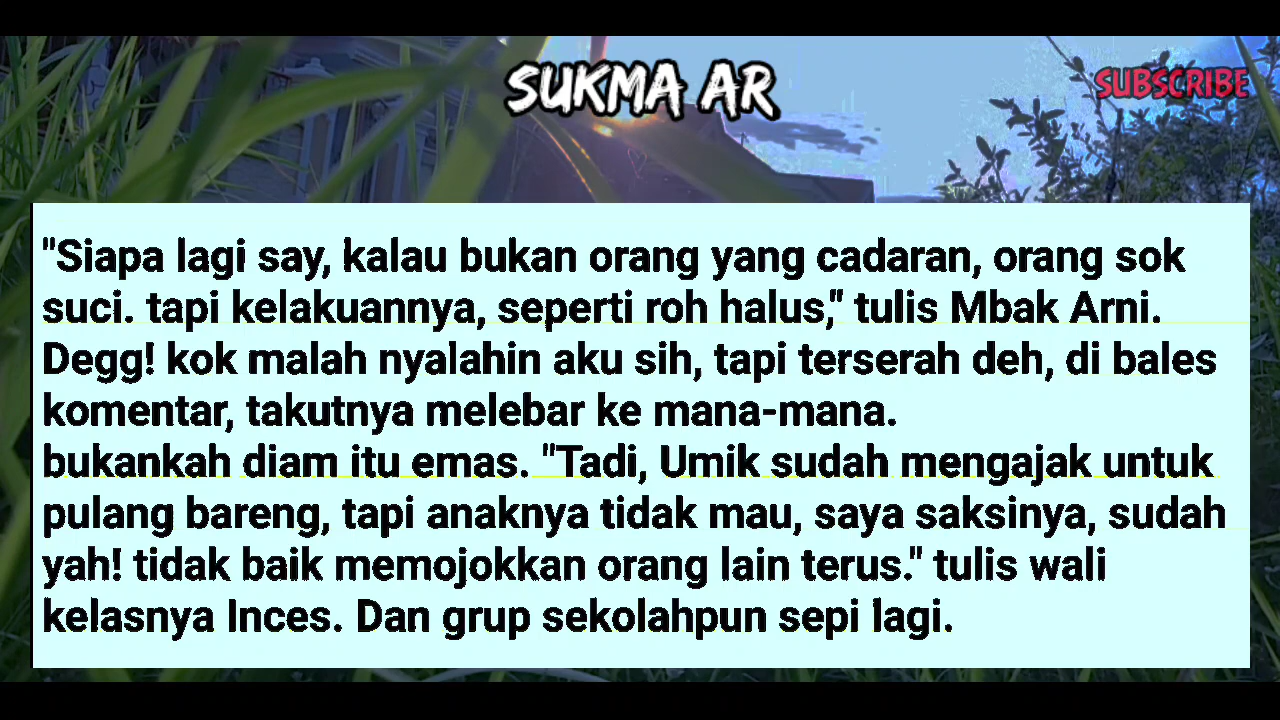 SUKMA AR
SUBSCRIBE
"Siapa lagi say, kalau bukan orang yang cadaran, orang sok
suci. tapi kelakuannya, seperti roh halus," tulis Mbak Arni.
Degg! kok malah nyalahin aku sih, tapi terserah deh, di bales
komentar, takutnya melebar ke mana-mana.
bukankah diam itu emas. "Tadi, Umik sudah mengajak untuk
pulang bareng, tapi anaknya tidak mau, saya saksinya, sudah
yah! tidak baik memojokkan orang lain terus." tulis wali
kelasnya Inces. Dan grup sekolahpun sepi lagi.